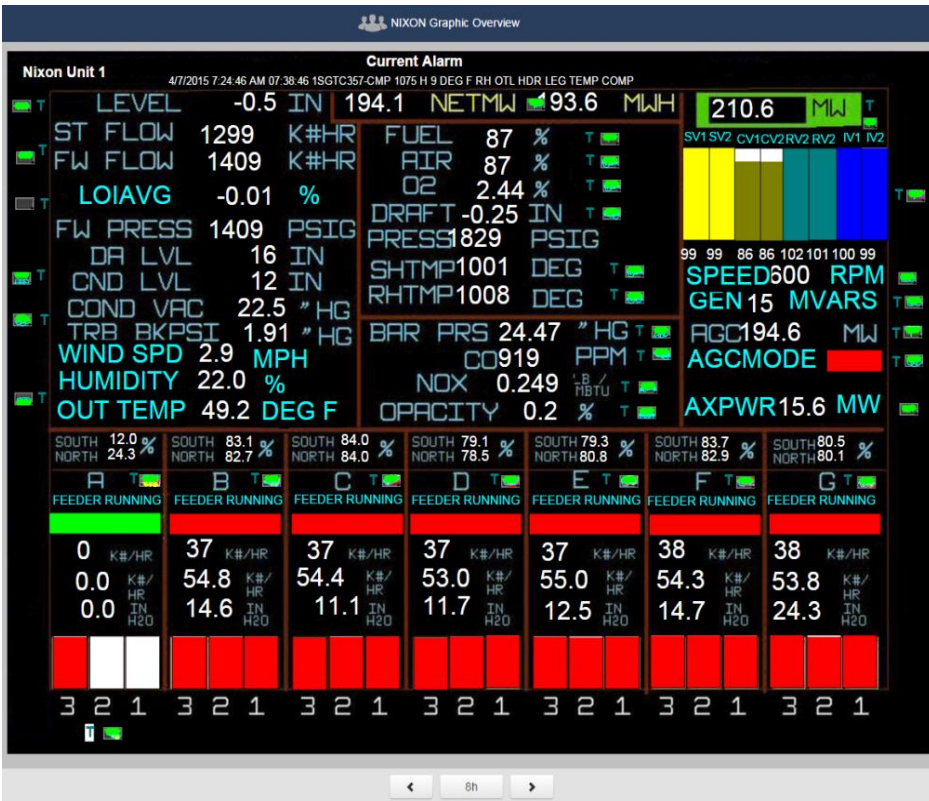 NIXON Graphic Overview
Current Alarm
Nixon Unit 1
4/7/2015 7:24:46 AM 07:38:46 1SGTC357-CMP 1075 H 9 DEG F RH OTL HDR LEG TEMP COMP
T LEVEL -0.5 IN 194.1 NETMW 193.6 MWH 210.6 MW T
ST FLOW 1299 K#HR FUEL 87 % T SV1 SV2 CV1 CV2 RV2 RV2 IV1 IV2
T FW FLOW 1409 K#HR AIR 87 % T
T LOIAVG -0.01 % O2 2.44 % T T
FW PRESS 1409 PSIG DRAFT -0.25 IN T
DA LVL 16 IN PRESS 1829 PSIG 99 99 86 86 102 101 100 99
T CND LVL 12 IN SHTMP 1001 DEG T SPEED 600 RPM
COND VAC 22.5 " HG RHTMP 1008 DEG T GEN 15 MVARS T
T TRB BKPSI 1.91 " HG BAR PRS 24.47 " HG T AGC 194.6 MW T
WIND SPD 2.9 MPH CO 919 PPM T AGCMODE T
HUMIDITY 22.0 % NOX 0.249 MBTU T
T OUT TEMP 49.2 DEG F OPACITY 0.2 % T AXPWR 15.6 MW
SOUTH 12.0 % SOUTH 83.1 % SOUTH 84.0 % SOUTH 79.1 % SOUTH 79.3 % SOUTH 83.7 % SOUTH 80.5 %
NORTH 24.3 NORTH 82.7 NORTH 84.0 NORTH 78.5 NORTH 80.8 NORTH 82.9 NORTH 80.1
A T B T C T D T E T F T G T
FEEDER RUNNING FEEDER RUNNING FEEDER RUNNING FEEDER RUNNING FEEDER RUNNING FEEDER RUNNING FEEDER RUNNING
0 K#/HR 37 K#/HR 37 K#/HR 37 K#/HR 37 K#/HR 38 K#/HR 38 K#/HR
0.0 K#/HR 54.8 K#/HR 54.4 K#/HR 53.0 K#/HR 55.0 K#/HR 54.3 K#/HR 53.8 K#/HR
0.0 IN H2O 14.6 IN H2O 11.1 IN H2O 11.7 IN H2O 12.5 IN H2O 14.7 IN H2O 24.3 IN H2O
3 2 1 3 2 1 3 2 1 3 2 1 3 2 1 3 2 1 3 2 1
T
8h